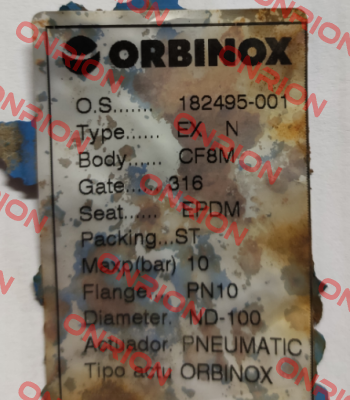 ORBINOX
O.S....... 182495-001
Type...... EX N
Body...... CF8M
Gate...... 316
Seat...... EPDM
Packing...ST
Maxp(bar) 10
Flange... PN10
Diameter. ND-100
Actuador. PNEUMATIC
Tipo actu ORBINOX
ONRION